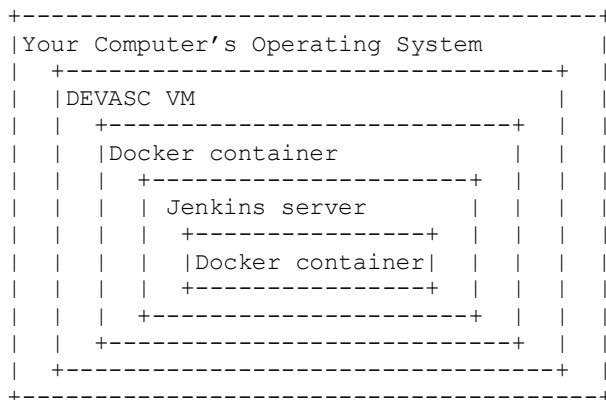 Your Computer’s Operating System
DEVASC VM
Docker container
Jenkins server
Docker container